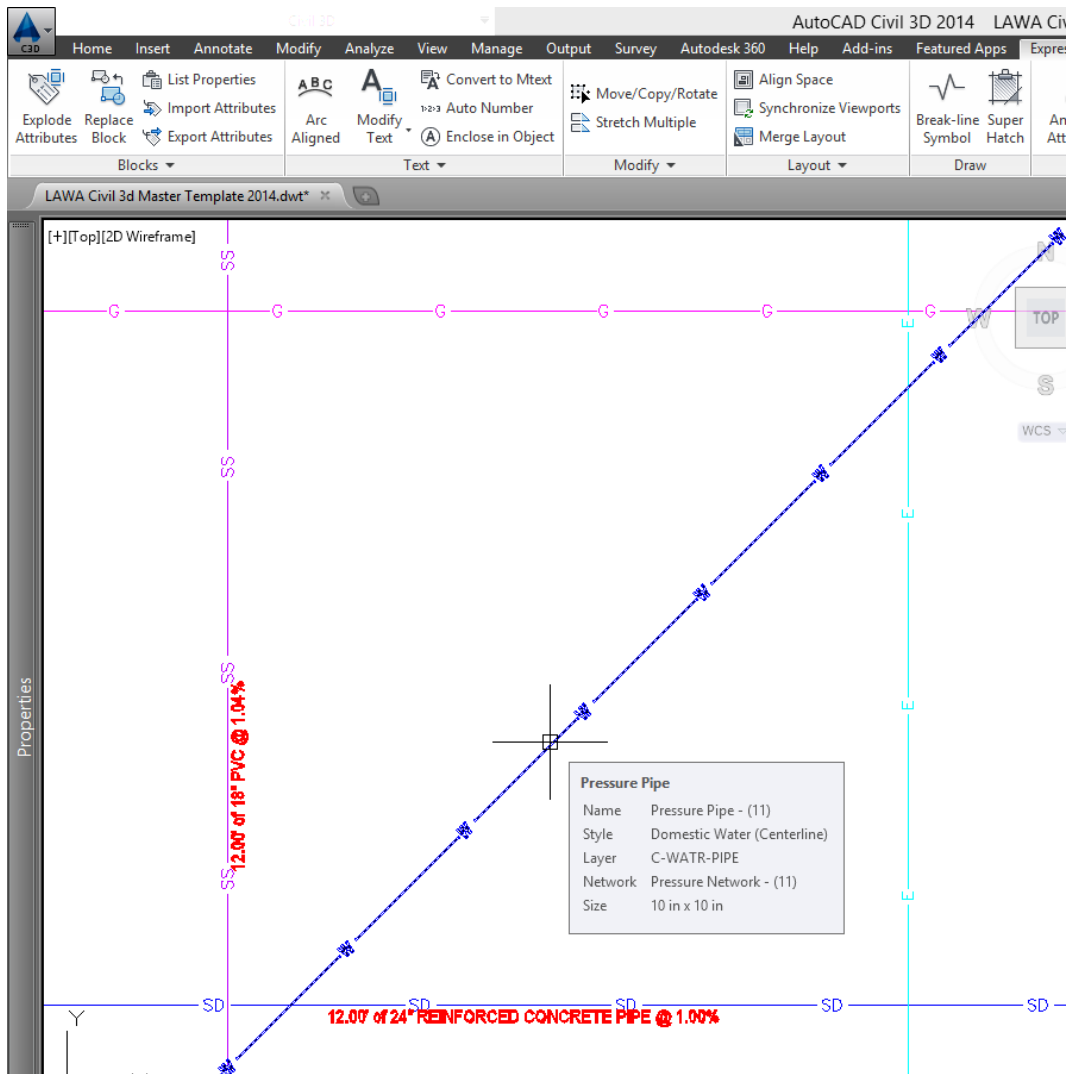 Civil 3D
AutoCAD Civil 3D 2014 LAWA Civ
C3D
Home Insert Annotate Modify Analyze View Manage Output Survey Autodesk 360 Help Add-ins Featured Apps Expres
Explode Attributes
Replace Block
List Properties
Import Attributes
Export Attributes
Blocks
ABC
Arc Aligned
A
Modify Text
Convert to Mtext
1-2-3 Auto Number
A Enclose in Object
Text
Move/Copy/Rotate
Stretch Multiple
Modify
Align Space
Synchronize Viewports
Merge Layout
Layout
Break-line Symbol
Super Hatch
Draw
An
Att
LAWA Civil 3d Master Template 2014.dwt*
[+][Top][2D Wireframe]
SS
N
G G G G G G
W TOP
E
W
S
W
WCS
SS
W
E
W
SS
Properties
12.00' of 18" PVC @ 1.04%
E
W
Pressure Pipe
Name Pressure Pipe - (11)
Style Domestic Water (Centerline)
Layer C-WATR-PIPE
Network Pressure Network - (11)
Size 10 in x 10 in
W
SS
E
W
SD SD SD SD SD
12.00' of 24" REINFORCED CONCRETE PIPE @ 1.00%
Y
W